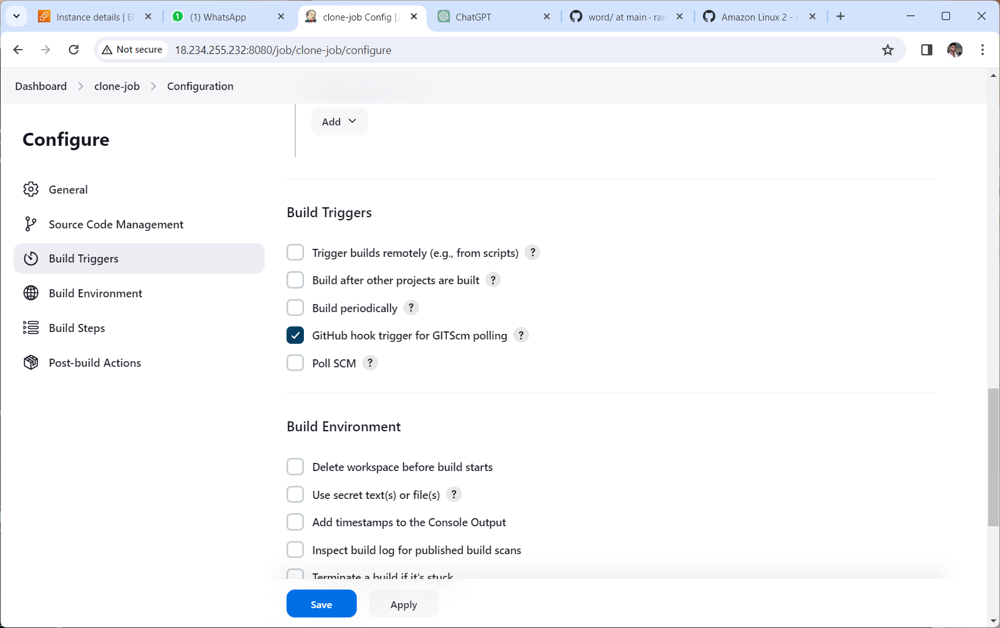 Instance details | EC
(1) WhatsApp
clone-job Config [J
ChatGPT
word/ at main · ran
Amazon Linux 2 - i
Not secure
18.234.255.232:8080/job/clone-job/configure
Dashboard > clone-job > Configuration
Add
Configure
General
Source Code Management
Build Triggers
Build Environment
Build Steps
Post-build Actions
Build Triggers
Trigger builds remotely (e.g., from scripts) ?
Build after other projects are built ?
Build periodically ?
GitHub hook trigger for GITScm polling ?
Poll SCM ?
Build Environment
Delete workspace before build starts
Use secret text(s) or file(s) ?
Add timestamps to the Console Output
Inspect build log for published build scans
Terminate a build if it's stuck
Save
Apply